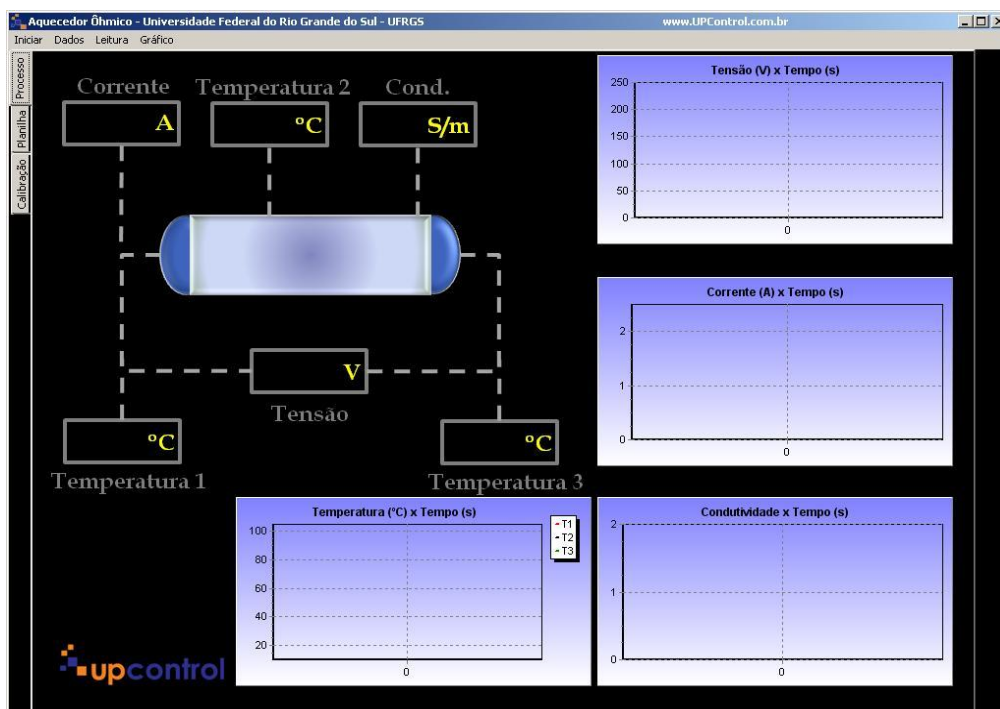 Aquecedor Ôhmico - Universidade Federal do Rio Grande do Sul - UFRGS www.UPControl.com.br
Iniciar Dados Leitura Gráfico
Processo
Planilha
Calibração
Corrente Temperatura 2 Cond.
A ºC S/m
V
Tensão
ºC ºC
Temperatura 1 Temperatura 3
Tensão (V) x Tempo (s)
250
200
150
100
50
0
0
Corrente (A) x Tempo (s)
2
1
0
0
Temperatura (ºC) x Tempo (s)
100
80
60
40
20
0
T1
T2
T3
Condutividade x Tempo (s)
2
1
0
0
upcontrol